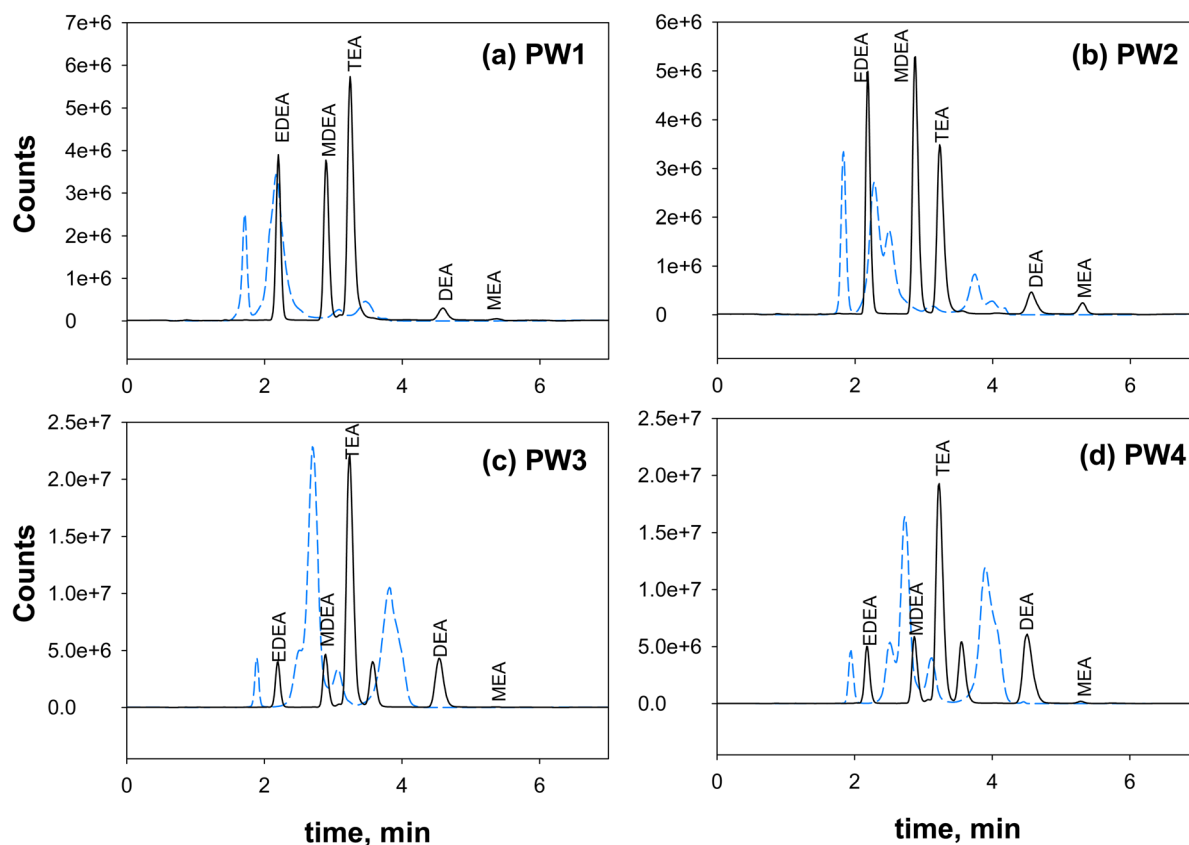 (a) PW1
7e+6
6e+6
5e+6
4e+6
3e+6
2e+6
1e+6
0
Counts
EDEA
MDEA
TEA
DEA
MEA
0
2
4
6
(b) PW2
6e+6
5e+6
4e+6
3e+6
2e+6
1e+6
0
EDEA
MDEA
TEA
DEA
MEA
0
2
4
6
(c) PW3
2.5e+7
2.0e+7
1.5e+7
1.0e+7
5.0e+6
0.0
Counts
EDEA
MDEA
TEA
DEA
MEA
0
2
4
6
time, min
(d) PW4
2.5e+7
2.0e+7
1.5e+7
1.0e+7
5.0e+6
0.0
EDEA
MDEA
TEA
DEA
MEA
0
2
4
6
time, min